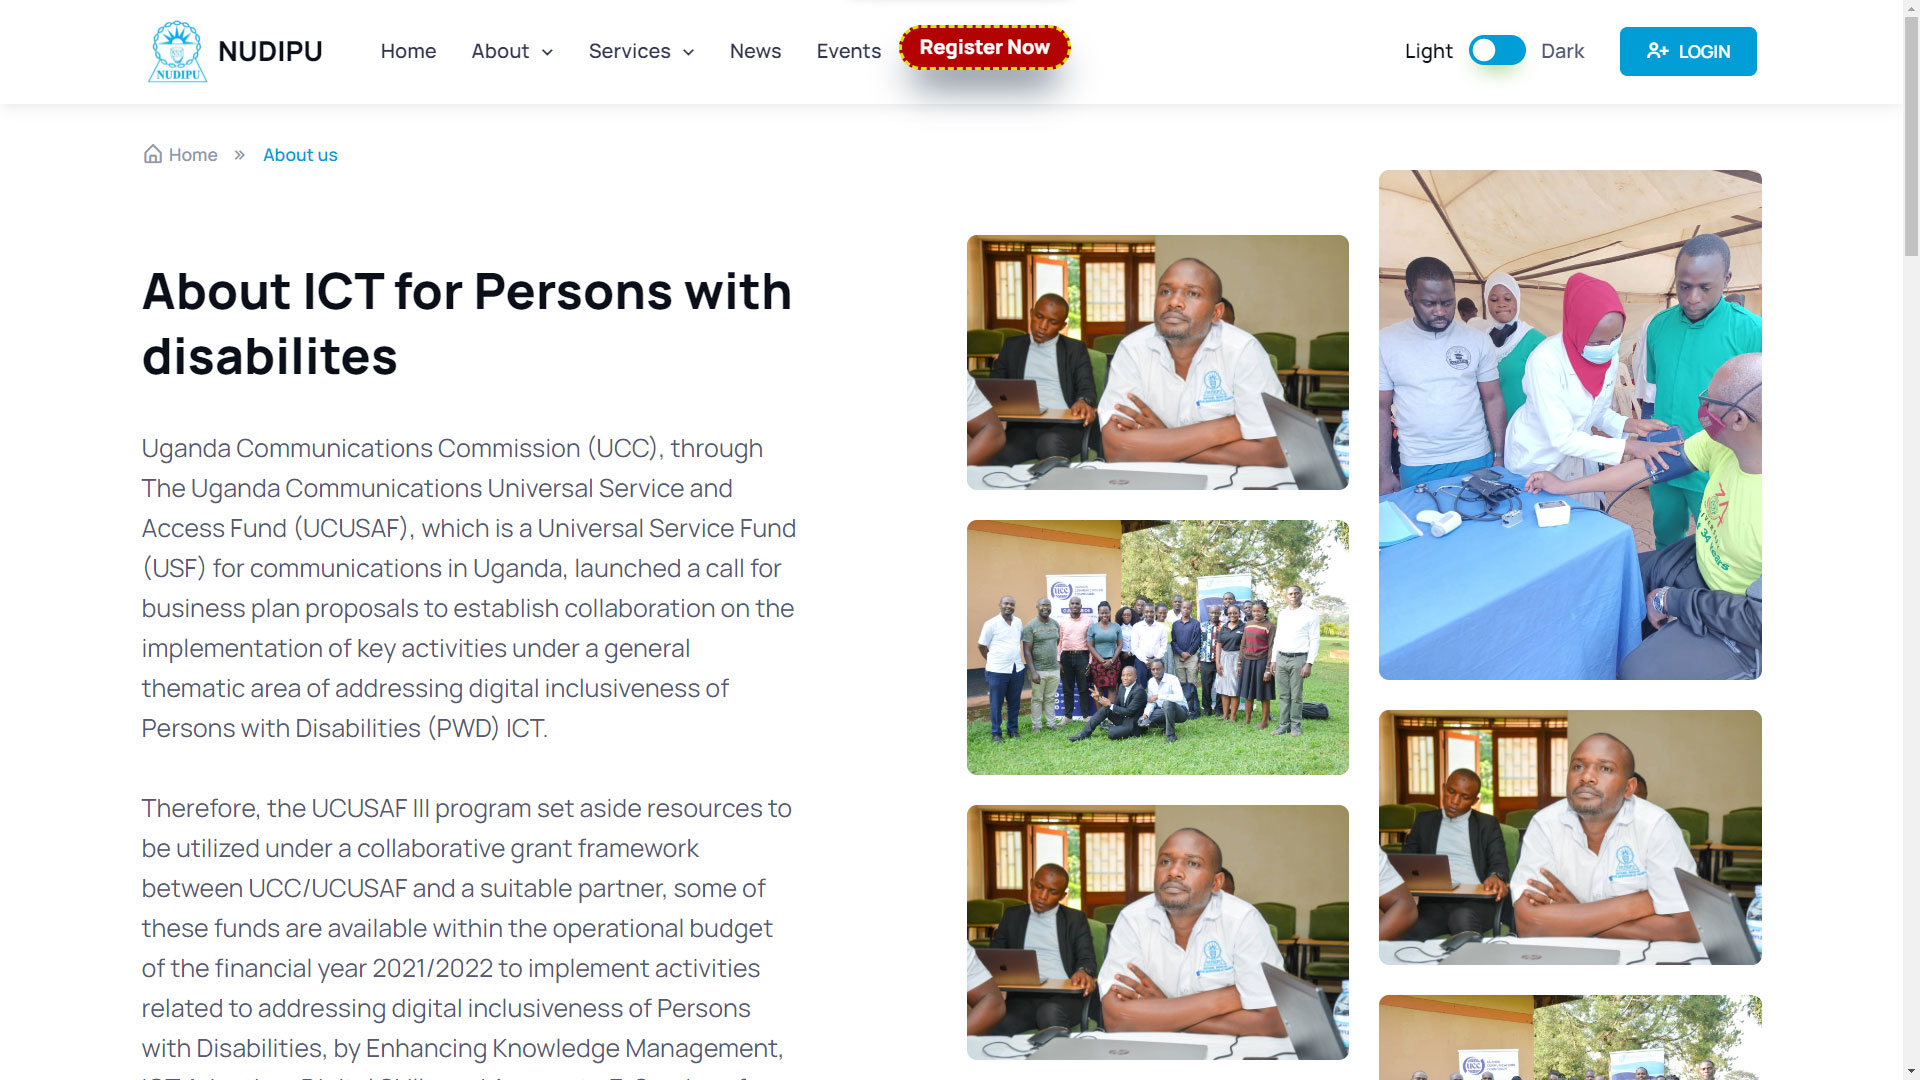 NUDIPU
NUDIPU
Home
About
Services
News
Events
Register Now
Light
Dark
LOGIN
Home
About us
About ICT for Persons with
disabilites
Uganda Communications Commission (UCC), through
The Uganda Communications Universal Service and
Access Fund (UCUSAF), which is a Universal Service Fund
(USF) for communications in Uganda, launched a call for
business plan proposals to establish collaboration on the
implementation of key activities under a general
thematic area of addressing digital inclusiveness of
Persons with Disabilities (PWD) ICT.
Therefore, the UCUSAF III program set aside resources to
be utilized under a collaborative grant framework
between UCC/UCUSAF and a suitable partner, some of
these funds are available within the operational budget
of the financial year 2021/2022 to implement activities
related to addressing digital inclusiveness of Persons
with Disabilities, by Enhancing Knowledge Management,
ucc
34 Years
ucc